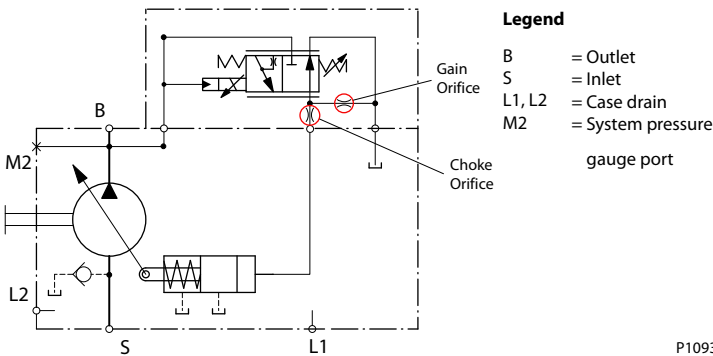 Legend
B = Outlet
S = Inlet
L1, L2 = Case drain
M2 = System pressure
gauge port
Gain
Orifice
B
M2
Choke
Orifice
L2
S
L1
P1093